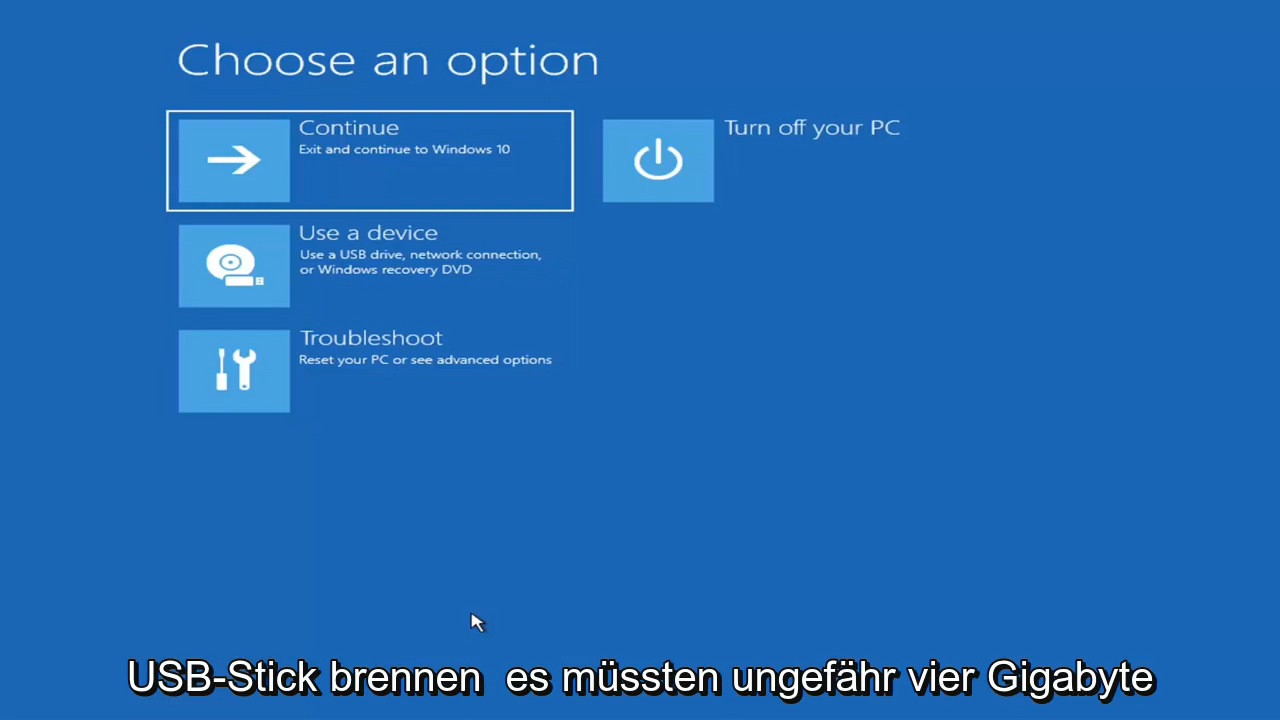 Choose an option
Continue
Exit and continue to Windows 10
Turn off your PC
Use a device
Use a USB drive, network connection,
or Windows recovery DVD
Troubleshoot
Reset your PC or see advanced options
USB-Stick brennen  es müssten ungefähr vier Gigabyte